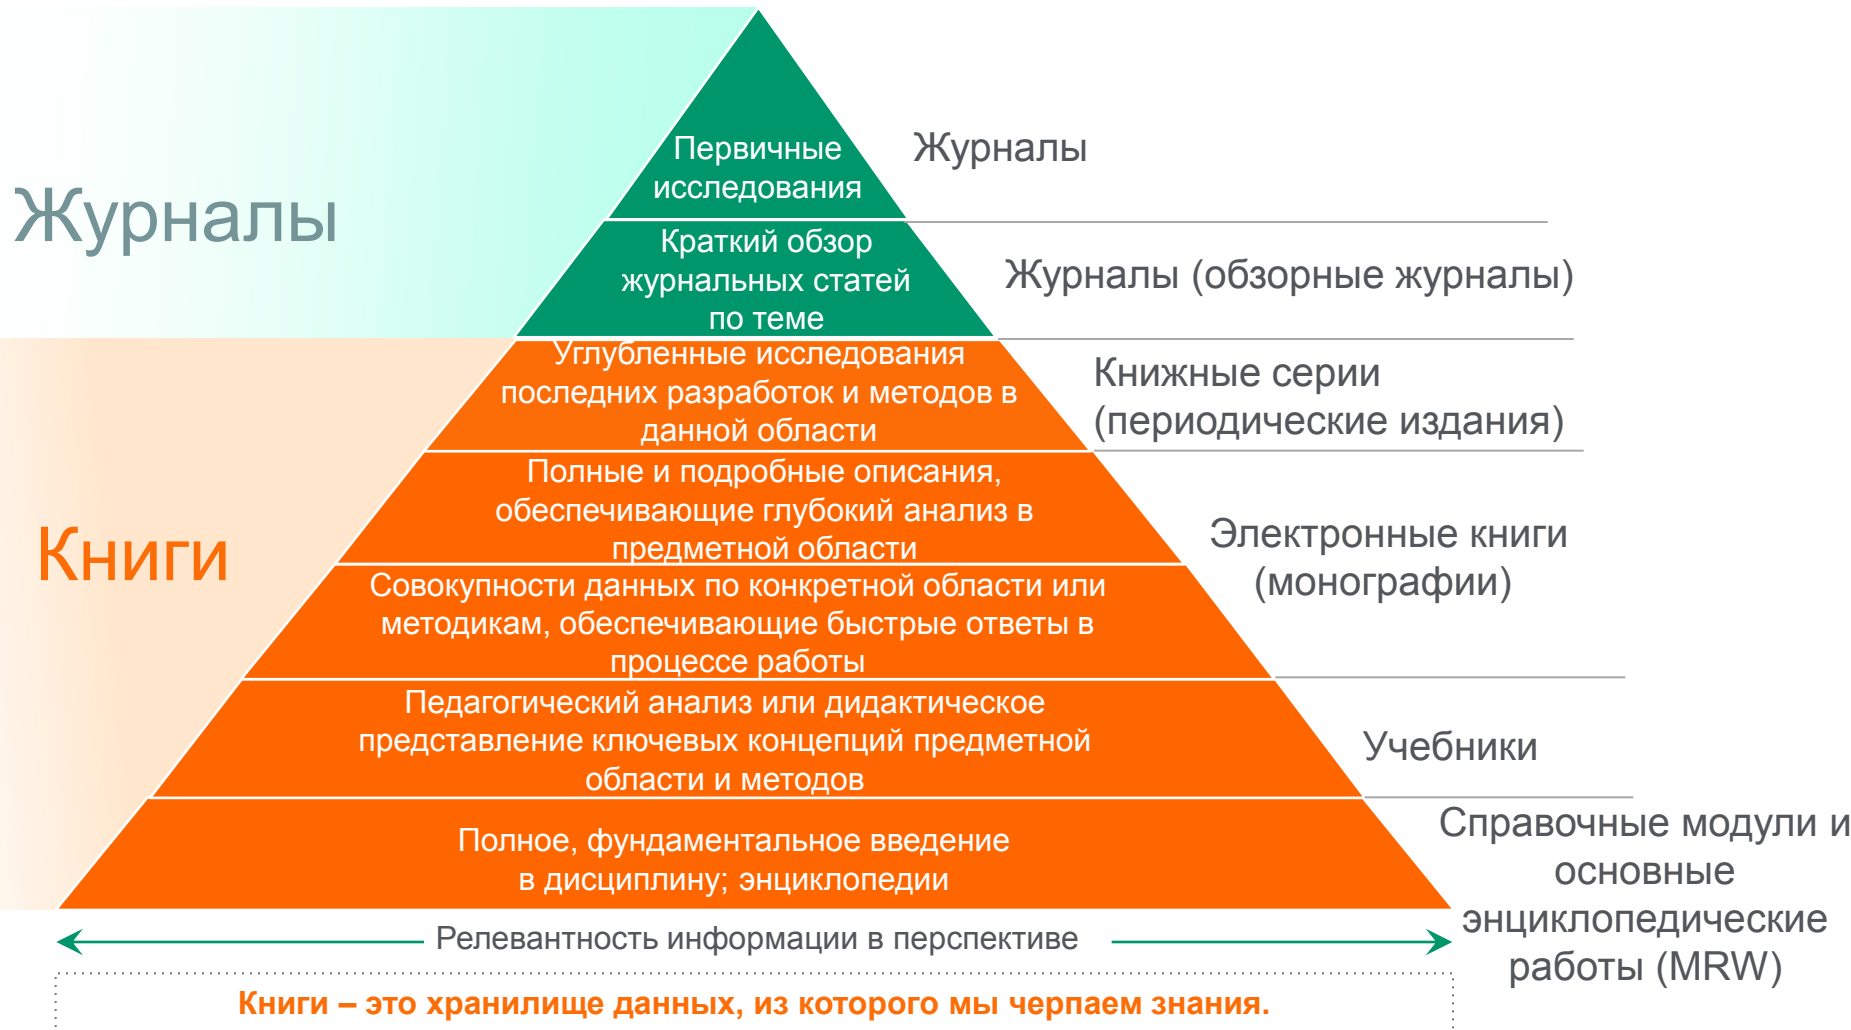 Журналы
Первичные
исследования
Журналы
Краткий обзор
журнальных статей
по теме
Журналы (обзорные журналы)
Углубленные исследования
последних разработок и методов в
данной области
Книжные серии
(периодические издания)
Книги
Полные и подробные описания,
обеспечивающие глубокий анализ в
предметной области
Совокупности данных по конкретной области или
методикам, обеспечивающие быстрые ответы в
процессе работы
Электронные книги
(монографии)
Педагогический анализ или дидактическое
представление ключевых концепций предметной
области и методов
Учебники
Полное, фундаментальное введение
в дисциплину; энциклопедии
Справочные модули и
основные
энциклопедические
работы (MRW)
Релевантность информации в перспективе
Книги – это хранилище данных, из которого мы черпаем знания.